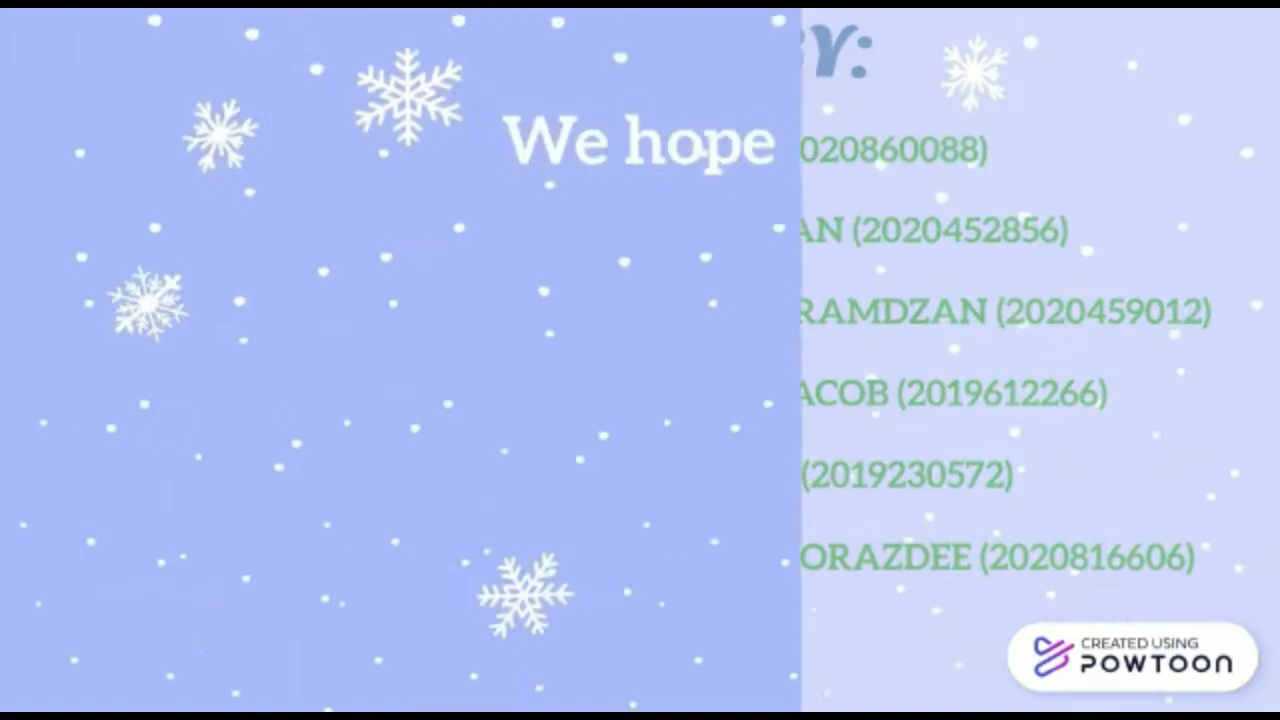 We hope
Y:
020860088)
AN (2020452856)
RAMDZAN (2020459012)
ACOB (2019612266)
(2019230572)
ORAZDEE (2020816606)
CREATED USING
POWTOON